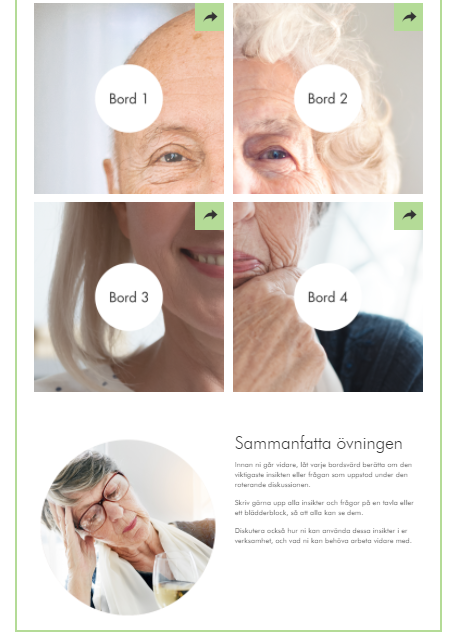 Bord 1
Bord 2
Bord 3
Bord 4
Sammanfatta övningen
Innan ni går vidare, låt varje bordsvärd berätta om den
viktigaste insikten eller frågan som uppstod under den
roterande diskussionen.
Skriv gärna upp alla insikter och frågor på en tavla eller
ett blädderblock, så att alla kan se dem.
Diskutera också hur ni kan använda dessa insikter i er
verksamhet, och vad ni kan behöva arbeta vidare med.